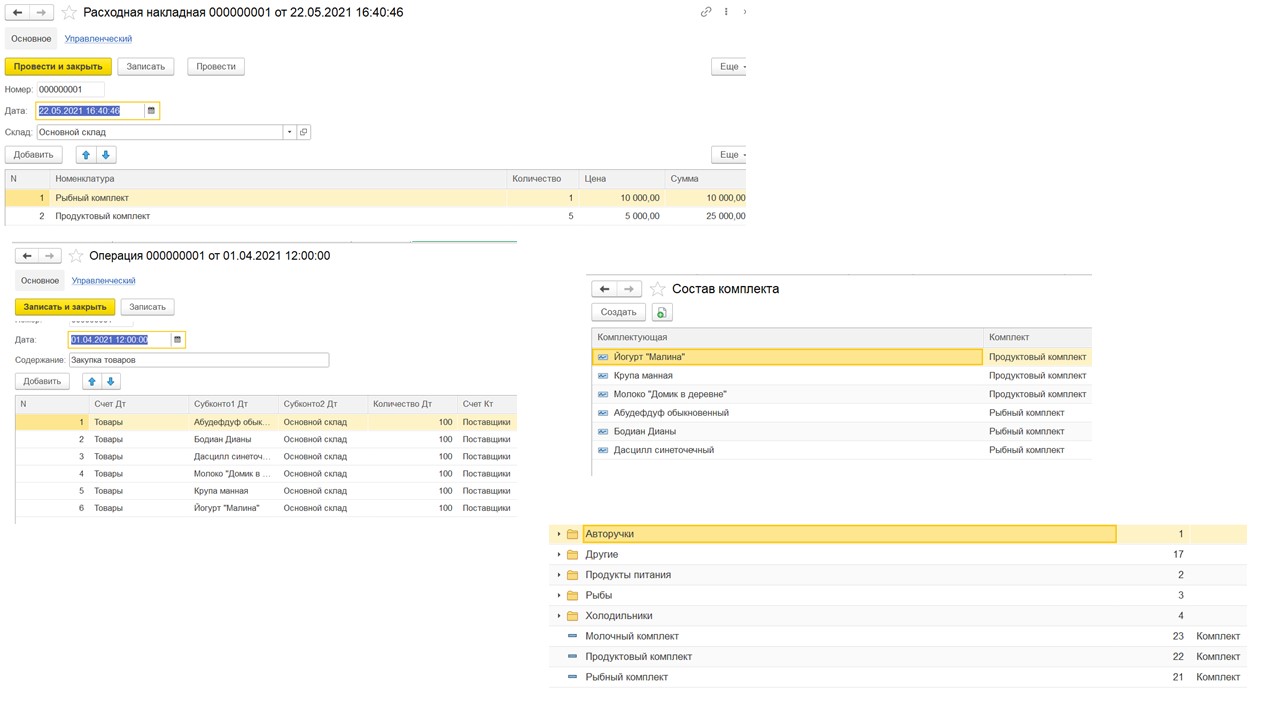 Расходная накладная 000000001 от 22.05.2021 16:40:46
Основное Управленческий
Провести и закрыть Записать Провести Еще
Номер: 000000001
Дата: 22.05.2021 16:40:46
Склад: Основной склад
Добавить Еще
N Номенклатура Количество Цена Сумма
1 Рыбный комплект 1 10 000,00 10 000,00
2 Продуктовый комплект 5 5 000,00 25 000,00
Операция 000000001 от 01.04.2021 12:00:00
Основное Управленческий
Записать и закрыть Записать
Дата: 01.04.2021 12:00:00
Содержание: Закупка товаров
Добавить
N Счет Дт Субконто1 Дт Субконто2 Дт Количество Дт Счет Кт
1 Товары Абудефдуф обык... Основной склад 100 Поставщики
2 Товары Бодиан Дианы Основной склад 100 Поставщики
3 Товары Дасцилл синеточ... Основной склад 100 Поставщики
4 Товары Молоко "Домик в ... Основной склад 100 Поставщики
5 Товары Крупа манная Основной склад 100 Поставщики
6 Товары Йогурт "Малина" Основной склад 100 Поставщики
Состав комплекта
Создать
Комплектующая Комплект
Йогурт "Малина" Продуктовый комплект
Крупа манная Продуктовый комплект
Молоко "Домик в деревне" Продуктовый комплект
Абудефдуф обыкновенный Рыбный комплект
Бодиан Дианы Рыбный комплект
Дасцилл синеточечный Рыбный комплект
Авторучки 1
Другие 17
Продукты питания 2
Рыбы 3
Холодильники 4
Молочный комплект 23 Комплект
Продуктовый комплект 22 Комплект
Рыбный комплект 21 Комплект